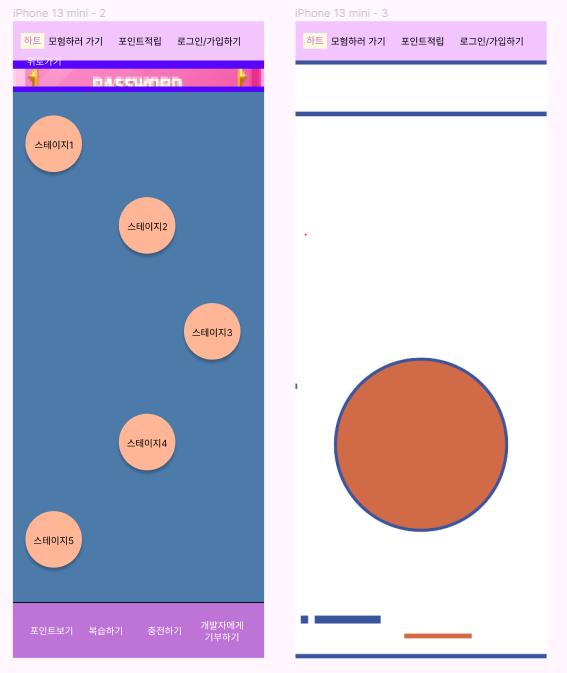 iPhone 13 mini - 2
하트 모험하러 가기 포인트적립 로그인/가입하기
위로가기
PASSWORD
스테이지1
스테이지2
스테이지3
스테이지4
스테이지5
포인트보기 복습하기 충전하기 개발자에게
기부하기
iPhone 13 mini - 3
하트 모험하러 가기 포인트적립 로그인/가입하기